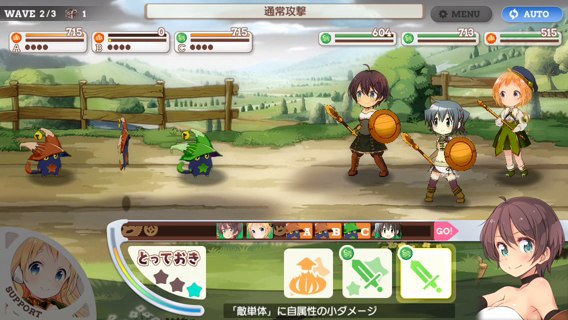 WAVE 2/3 1
通常攻撃
MENU
AUTO
715 0 715
A B C
604 713 515
A B C GO!
とっておき
SUPPORT
「敵単体」に自属性の小ダメージ